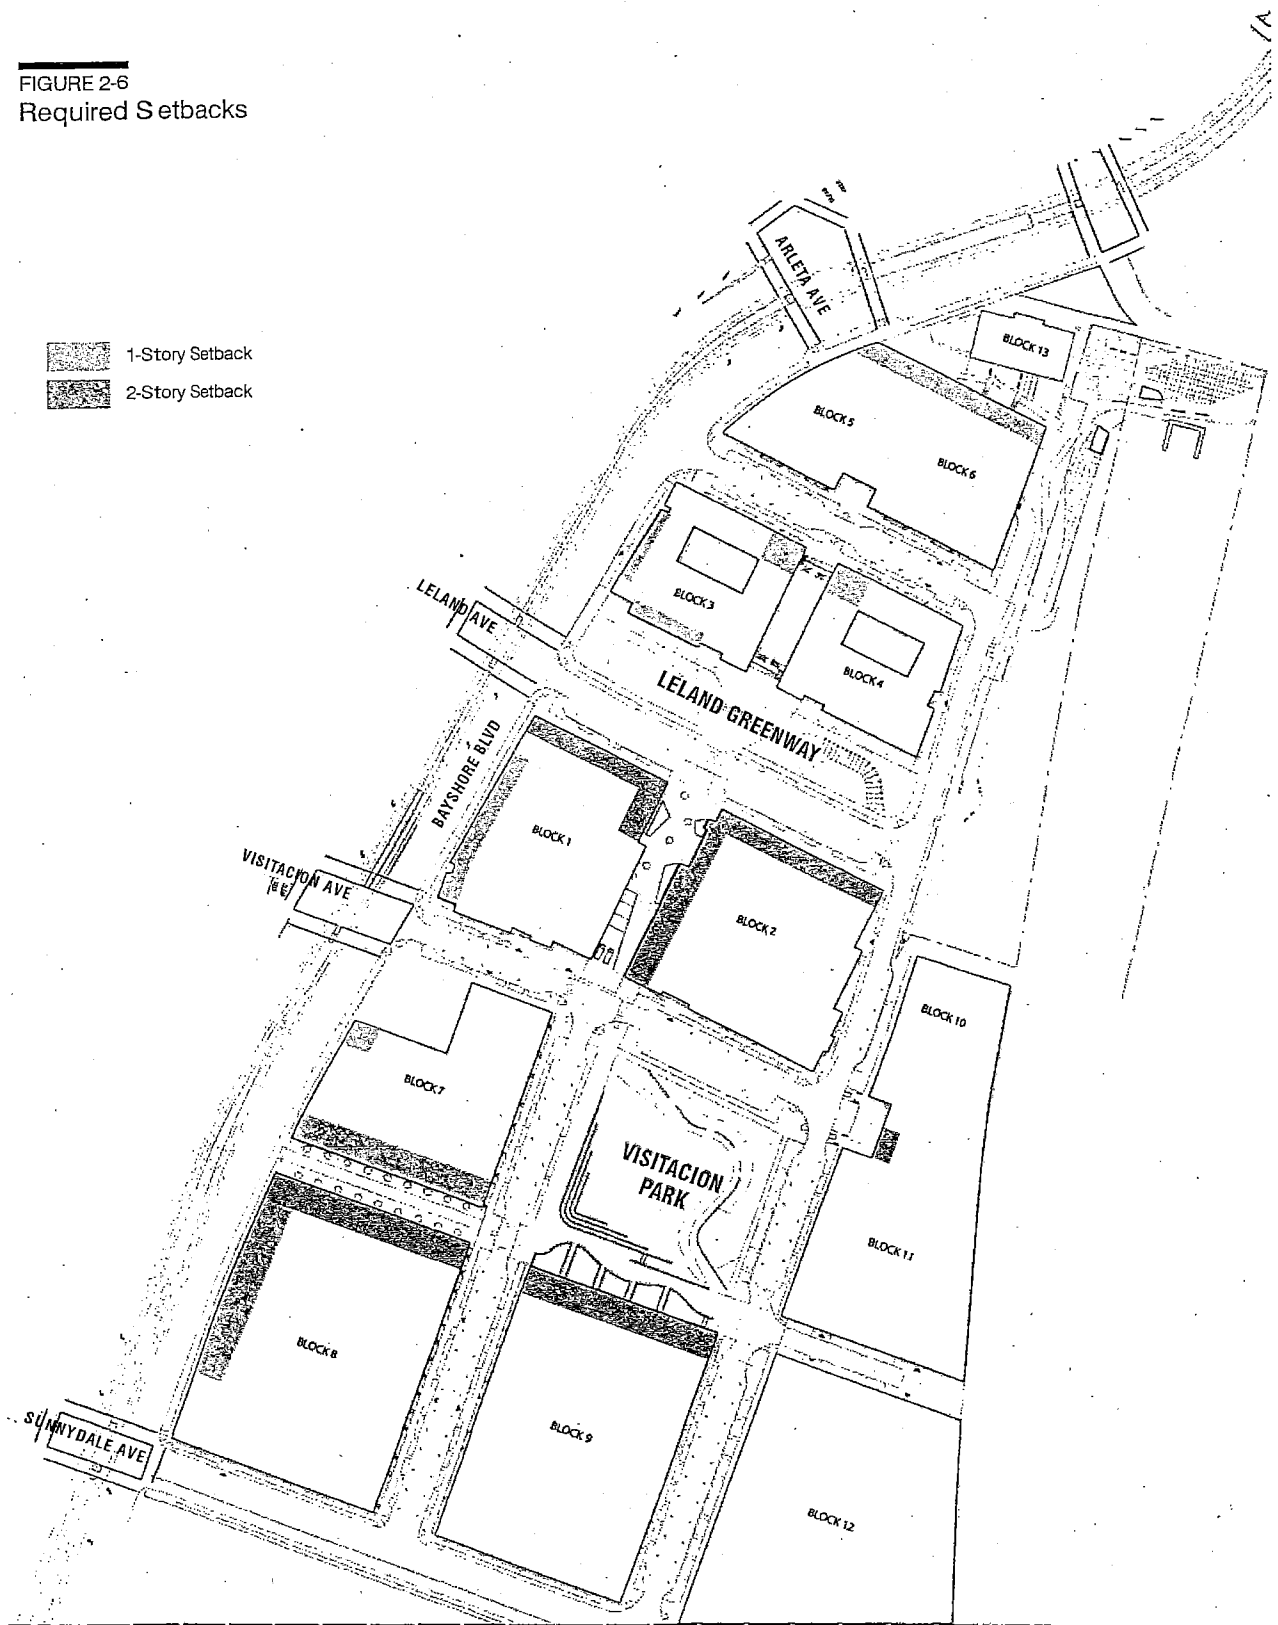 FIGURE 2-6
Required Setbacks
1-Story Setback
2-Story Setback
ARLETA AVE
BLOCK 13
BLOCK 5
BLOCK 6
BLOCK 3
BLOCK 4
LELAND AVE
LELAND GREENWAY
BAYSHORE BLVD
BLOCK 1
VISITACION AVE
BLOCK 2
BLOCK 10
BLOCK 7
VISITACION
PARK
BLOCK 11
BLOCK 8
BLOCK 9
SUNNYDALE AVE
BLOCK 12